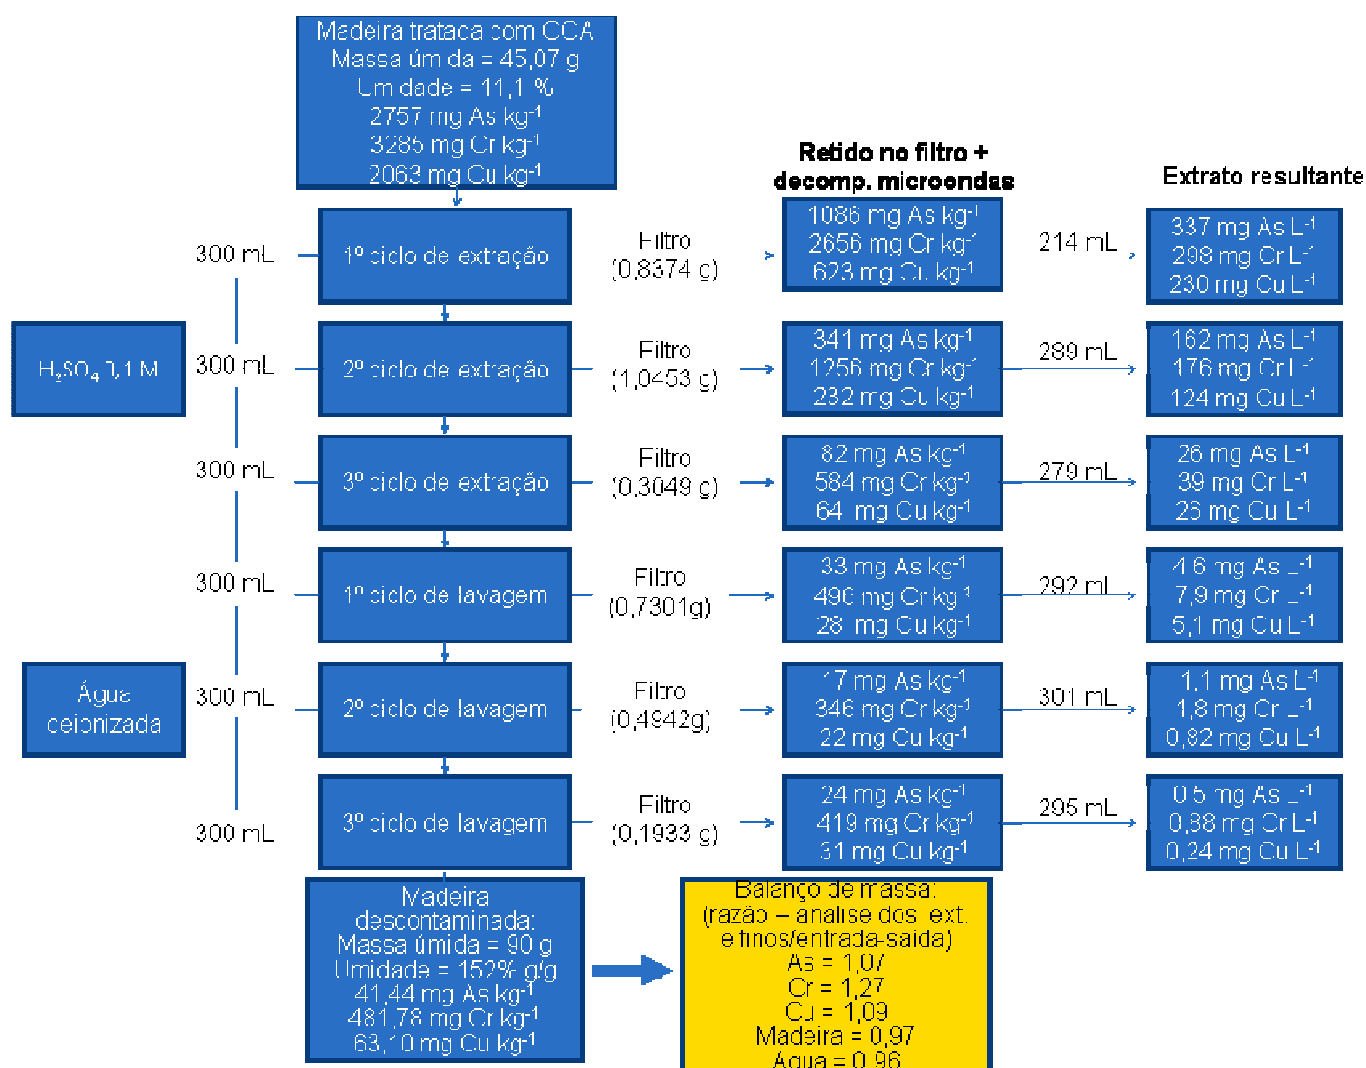 Madeira trataca com CCA
Massa úm da = 45,07 g
Um dade = 11,1 %
2757 mg As kg-1
3285 mg Cr kg-1
2063 mg Cu kg-1
Retido no filtro +
decomp. microendas
Extrato resultante
300 mL
1º ciclo de extração
Filtro
(0,8374 g)
1086 mg As kg-1
2656 mg Cr kg-1
623 mg Cu kg-1
214 mL
337 mg As L-1
298 mg Cr L-1
230 mg Cu L-1
H2SO4 0,1 M
300 mL
2º ciclo de extração
Filtro
(1,0453 g)
341 mg As kg-1
1256 mg Cr kg-1
232 mg Cu kg-1
289 mL
162 mg As L-1
176 mg Cr L-1
124 mg Cu L-1
300 mL
3º ciclo de extração
Filtro
(0,3049 g)
82 mg As kg-1
584 mg Cr kg-1
64 mg Cu kg-1
279 mL
26 mg As L-1
39 mg Cr L-1
mg Cu L-1
300 mL
1º ciclo de lavagem
Filtro
(0,7301g)
33 mg As kg-1
496 mg Cr kg-1
28 mg Cu kg-1
292 mL
4,6 mg As L-1
7,9 mg Cr L-1
5,1 mg Cu L-1
Água
ceionizada
300 mL
2º ciclo de lavagem
Filtro
(0,4942g)
17 mg As kg-1
346 mg Cr kg-1
22 mg Cu kg-1
301 mL
1,1 mg As L-1
1,8 mg Cr L-1
0,82 mg Cu L-1
300 mL
3º ciclo de lavagem
Filtro
(0,1933 g)
24 mg As kg-1
419 mg Cr kg-1
31 mg Cu kg-1
295 mL
0,5 mg As L-1
mg Cr L-1
0,24 mg Cu L-1
Madeira
descontaminada:
Massa úmida = 90 g
Umidade = 152% g/g
41,44 mg As kg-1
481,78 mg Cr kg-1
63,10 mg Cu kg-1
Balanço de massa:
(razão – analise dos ext.
e finos/entrada-saída)
As = 1,07
Cr = 1,27
Cu = 1,09
Madeira = 0,97
Água = 0,96